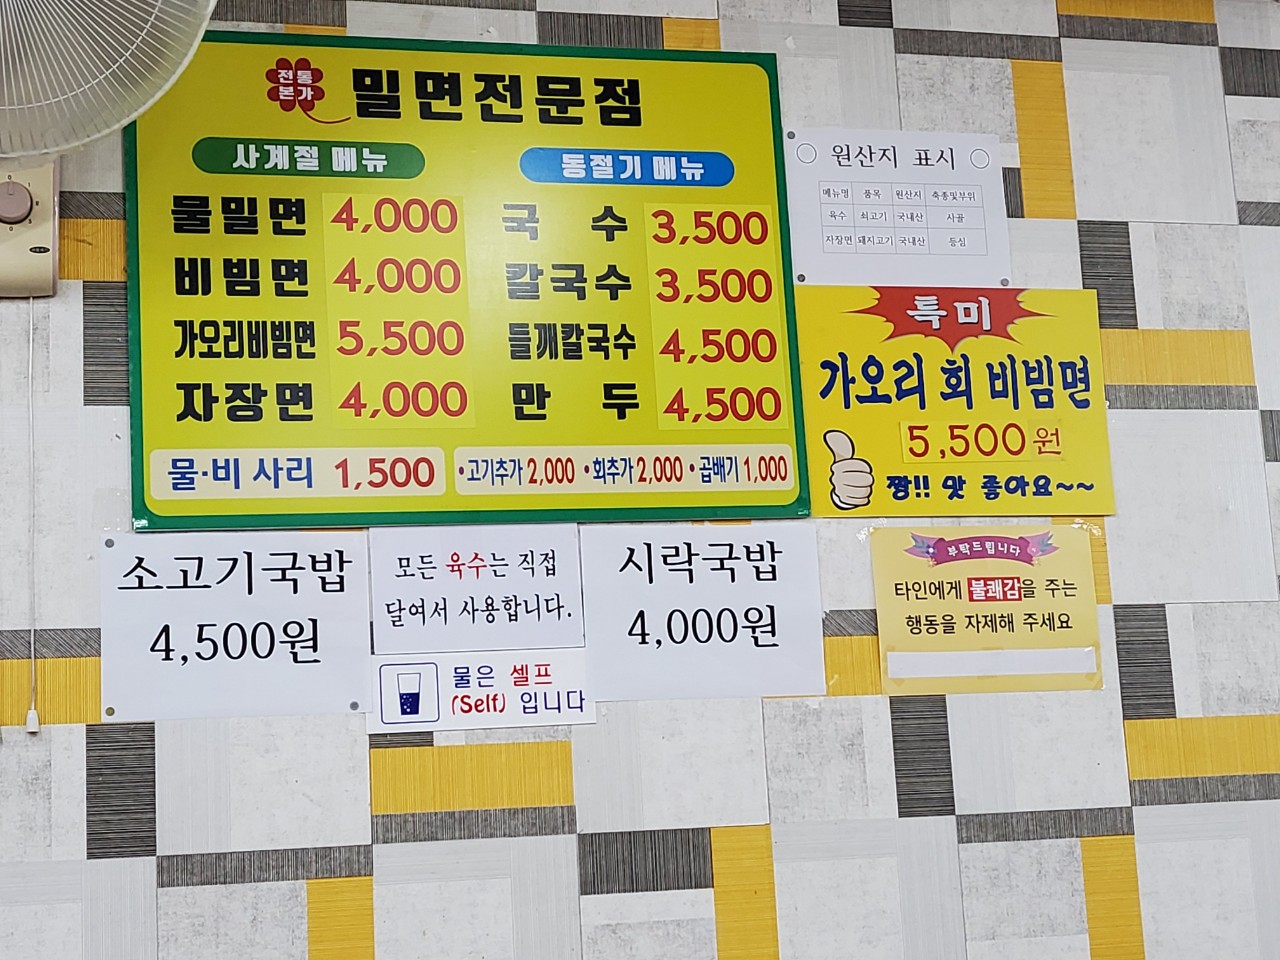 전통
본가
밀면전문점
사계절 메뉴
물밀면 4,000
비빔면 4,000
가오리비빔면 5,500
자장면 4,000
동절기 메뉴
국 수 3,500
칼국수 3,500
들깨칼국수 4,500
만 두 4,500
물·비 사리 1,500
•고기추가 2,000 •회추가 2,000 •곱배기 1,000
○ 원산지 표시 ○
메뉴명 품목 원산지 축종및부위
육수 쇠고기 국내산 사골
자장면 돼지고기 국내산 등심
특미
가오리 회 비빔면
5,500원
짱!! 맛 좋아요~~
소고기국밥
4,500원
모든 육수는 직접
달여서 사용합니다.
물은 셀프
(Self) 입니다
시락국밥
4,000원
부탁드립니다
타인에게 불쾌감을 주는
행동을 자제해 주세요